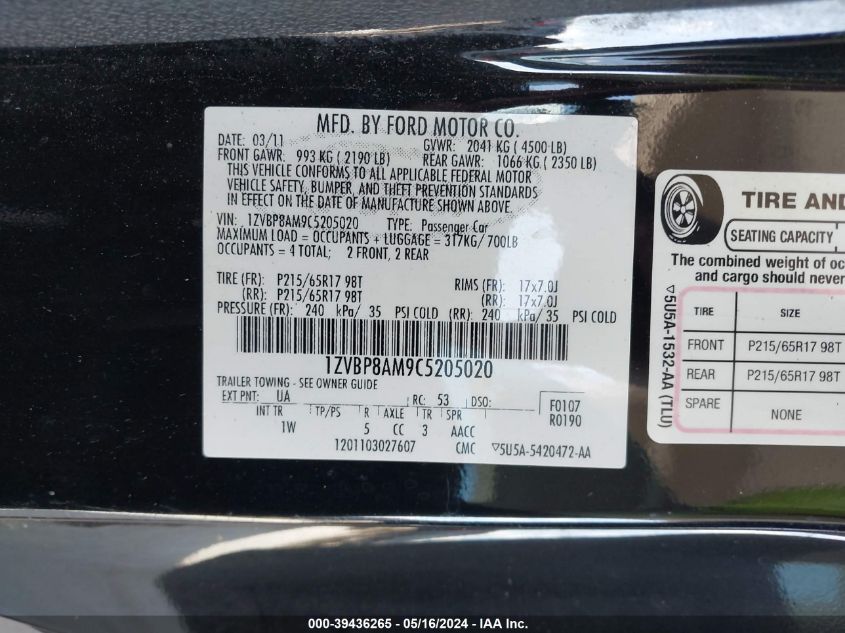 MFD. BY FORD MOTOR CO.
DATE: 03/11 GVWR: 2041 KG ( 4500 LB)
FRONT GAWR: 993 KG ( 2190 LB) REAR GAWR: 1066 KG ( 2350 LB)
THIS VEHICLE CONFORMS TO ALL APPLICABLE FEDERAL MOTOR
VEHICLE SAFETY, BUMPER, AND THEFT PREVENTION STANDARDS
IN EFFECT ON THE DATE OF MANUFACTURE SHOWN ABOVE.
VIN: 1ZVBP8AM9C5205020 TYPE: Passenger Car
MAXIMUM LOAD = OCCUPANTS + LUGGAGE = 317KG/ 700LB
OCCUPANTS = 4 TOTAL; 2 FRONT, 2 REAR
TIRE (FR): P215/65R17 98T RIMS (FR): 17x7.0J
(RR): P215/65R17 98T (RR): 17x7.0J
PRESSURE (FR): 240 kPa/ 35 PSI COLD (RR): 240 kPa/ 35 PSI COLD
1ZVBP8AM9C5205020
TRAILER TOWING - SEE OWNER GUIDE
EXT PNT: UA RC: 53 DSO: F0107
INT TR TP/PS R AXLE TR SPR R0190
1W 5 CC 3 AACC
1201103027607 CMC ▽5U5A-5420472-AA
TIRE AND
SEATING CAPACITY
The combined weight of oc
and cargo should never
▽5U5A-1532-AA (TLU)
TIRE SIZE
FRONT P215/65R17 98T
REAR P215/65R17 98T
SPARE NONE
000-39436265 - 05/16/2024 - IAA Inc.